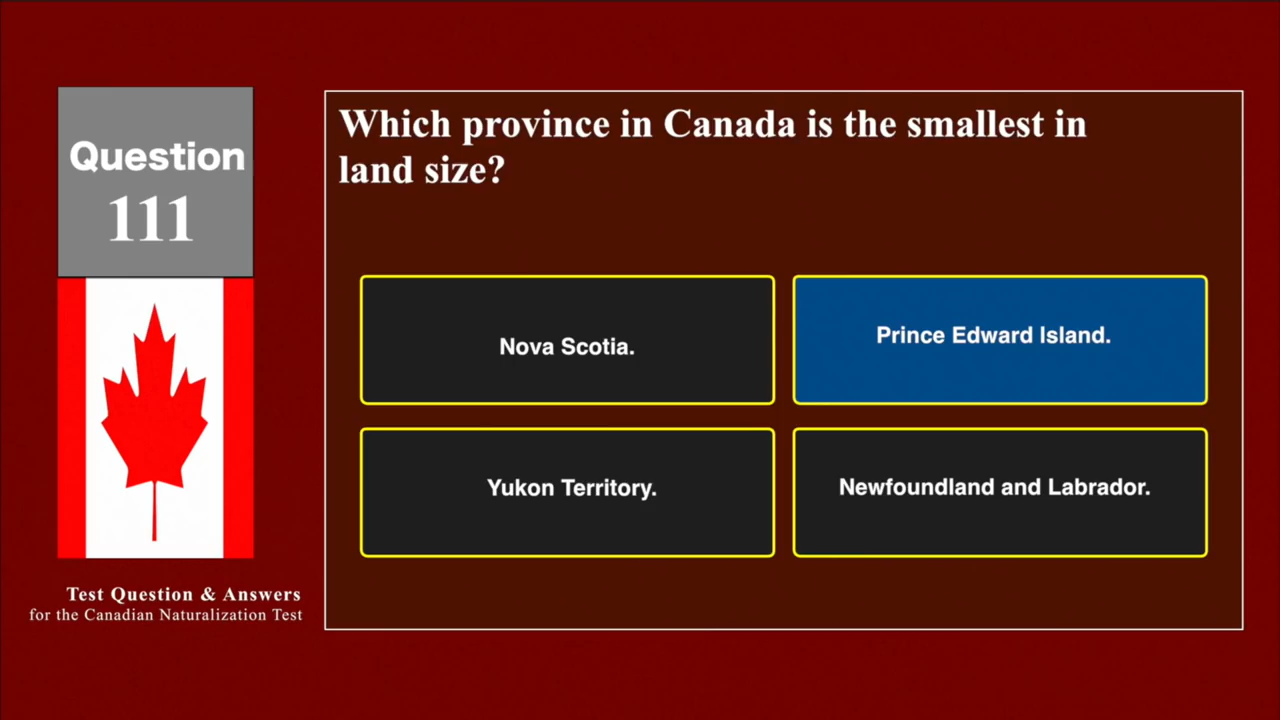 Question
111
Which province in Canada is the smallest in
land size?
Nova Scotia.
Prince Edward Island.
Yukon Territory.
Newfoundland and Labrador.
Test Question & Answers
for the Canadian Naturalization Test